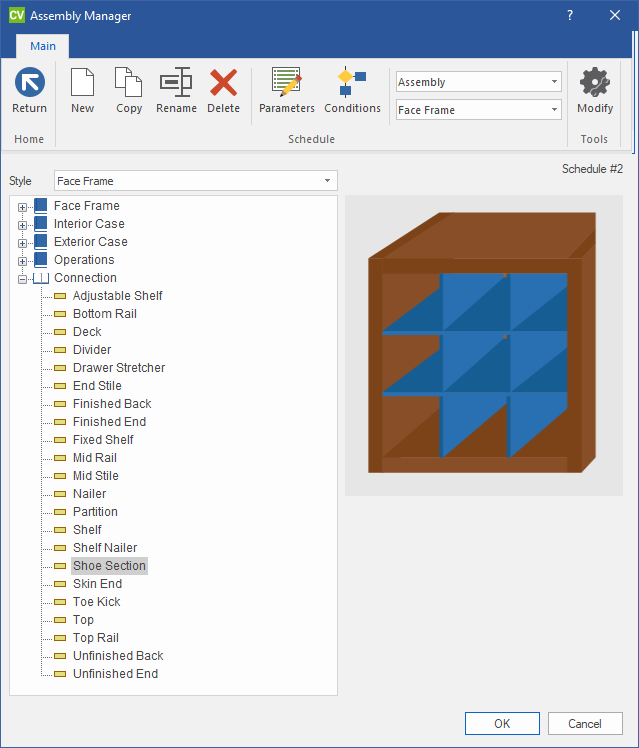 CV Assembly Manager ?
Main
Return New Copy Rename Delete Parameters Conditions Modify
Assembly
Face Frame
Home Schedule Tools
Schedule #2
Style Face Frame
Face Frame
Interior Case
Exterior Case
Operations
Connection
Adjustable Shelf
Bottom Rail
Deck
Divider
Drawer Stretcher
End Stile
Finished Back
Finished End
Fixed Shelf
Mid Rail
Mid Stile
Nailer
Partition
Shelf
Shelf Nailer
Shoe Section
Skin End
Toe Kick
Top
Top Rail
Unfinished Back
Unfinished End
OK Cancel